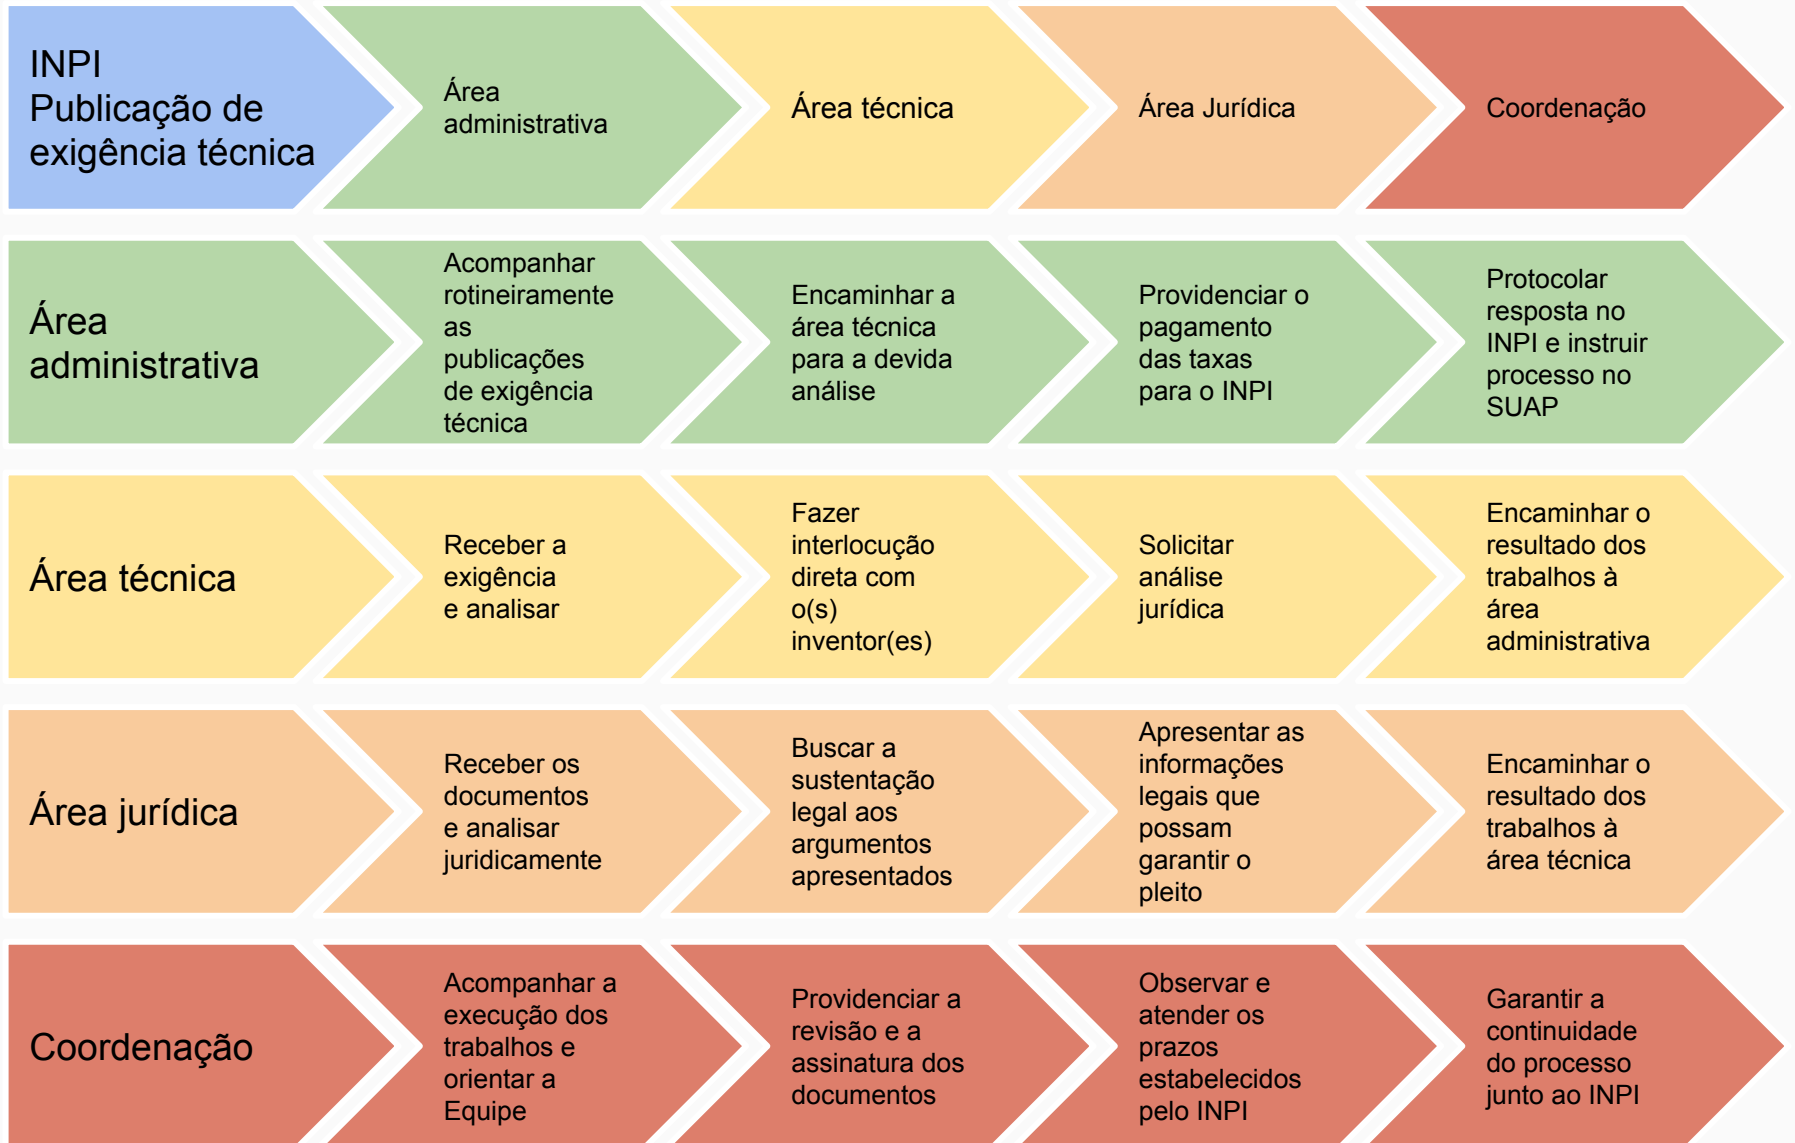 INPI
Publicação de
exigência técnica
Área
administrativa
Área técnica
Área Jurídica
Coordenação
Área
administrativa
Acompanhar
rotineiramente
as
publicações
de exigência
técnica
Encaminhar a
área técnica
para a devida
análise
Providenciar o
pagamento
das taxas
para o INPI
Protocolar
resposta no
INPI e instruir
processo no
SUAP
Área técnica
Receber a
exigência
e analisar
Fazer
interlocução
direta com
o(s)
inventor(es)
Solicitar
análise
jurídica
Encaminhar o
resultado dos
trabalhos à
área
administrativa
Área jurídica
Receber os
documentos
e analisar
juridicamente
Buscar a
sustentação
legal aos
argumentos
apresentados
Apresentar as
informações
legais que
possam
garantir o
pleito
Encaminhar o
resultado dos
trabalhos à
área técnica
Coordenação
Acompanhar a
execução dos
trabalhos e
orientar a
Equipe
Providenciar a
revisão e a
assinatura dos
documentos
Observar e
atender os
prazos
estabelecidos
pelo INPI
Garantir a
continuidade
do processo
junto ao INPI